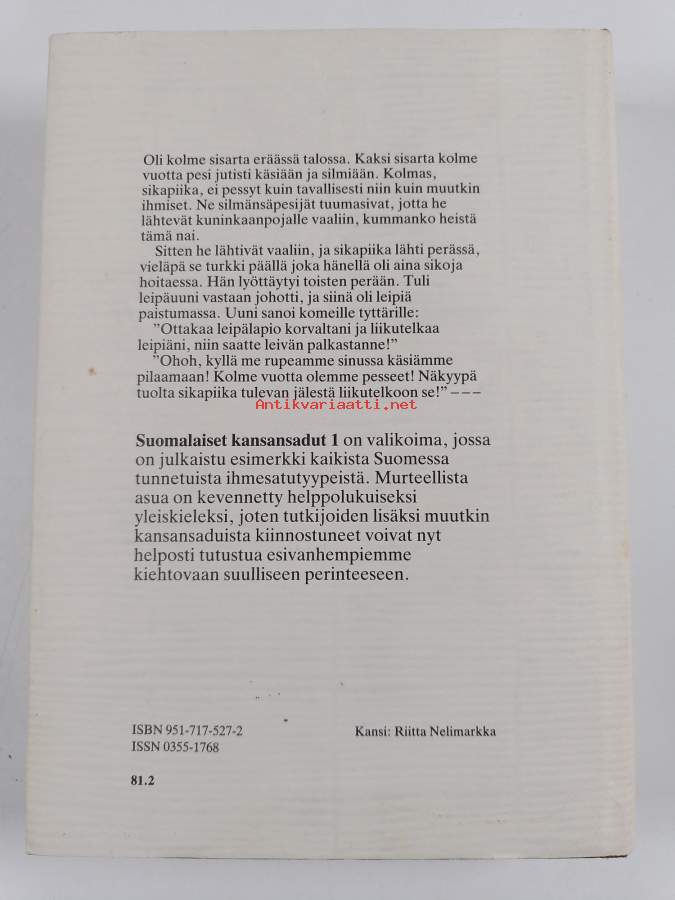 Oli kolme sisarta eräässä talossa. Kaksi sisarta kolme
vuotta pesi jutisti käsiään ja silmiään. Kolmas,
sikapiika, ei pessyt kuin tavallisesti niin kuin muutkin
ihmiset. Ne silmänsäpesijät tuumasivat, jotta he
lähtevät kuninkaanpojalle vaaliin, kummanko heistä
tämä nai.
Sitten he lähtivät vaaliin, ja sikapiika lähti perässä,
vieläpä se turkki päällä joka hänellä oli aina sikoja
hoitaessa. Hän lyöttäytyi toisten perään. Tuli
leipäuuni vastaan johotti, ja siinä oli leipiä
paistumassa. Uuni sanoi komeille tyttärille:
”Ottakaa leipälapio korvaltani ja liikutelkaa
leipiäni, niin saatte leivän palkastanne!”
”Ohoh, kyllä me rupeamme sinussa käsiämme
pilaamaan! Kolme vuotta olemme pesseet! Näkyypä
tuolta sikapiika tulevan jälestä liikutelkoon se!” – – –
Antikvariaatti.net
Suomalaiset kansansadut 1 on valikoima, jossa
on julkaistu esimerkki kaikista Suomessa
tunnetuista ihmesatutyypeistä. Murteellista
asua on kevennetty helppolukuiseksi
yleiskieleksi, joten tutkijoiden lisäksi muutkin
kansansaduista kiinnostuneet voivat nyt
helposti tutustua esivanhempiemme
kiehtovaan suulliseen perinteeseen.
ISBN 951-717-527-2
ISSN 0355-1768
Kansi: Riitta Nelimarkka
81.2